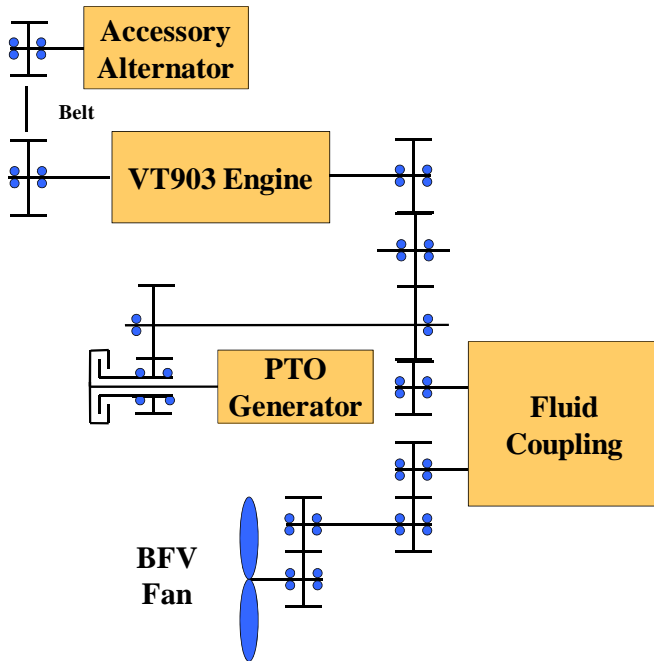 Accessory
Alternator
Belt
VT903 Engine
PTO
Generator
Fluid
Coupling
BFV
Fan